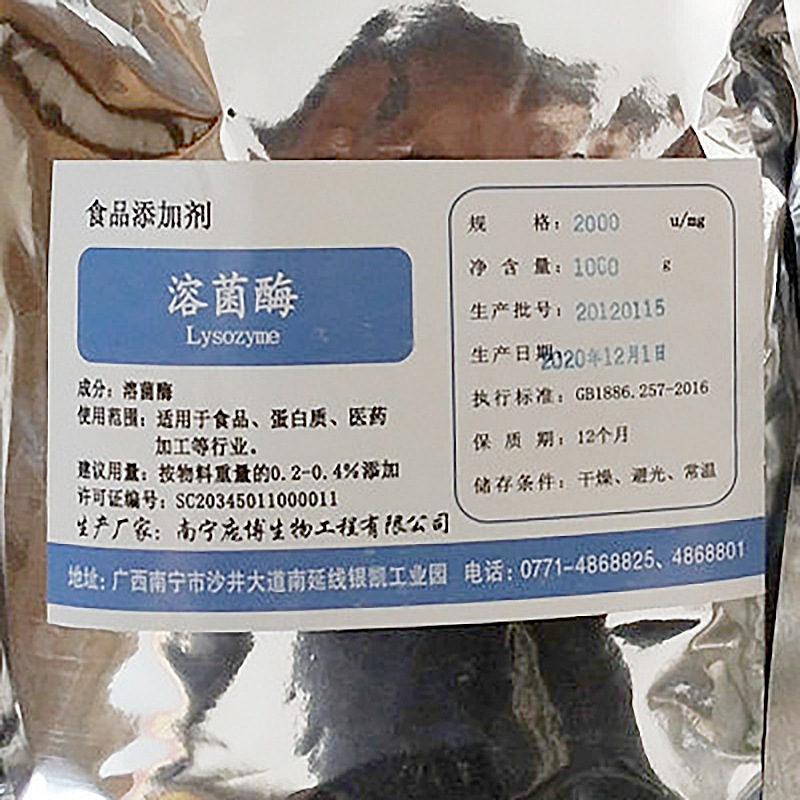 食品添加剂
溶菌酶
Lysozyme
成分：溶菌酶
使用范围：适用于食品、蛋白质、医药
加工等行业。
建议用量：按物料重量的0.2-0.4%添加
许可证编号：SC20345011000011
生产厂家：南宁庞博生物工程有限公司
规 格：2000 u/mg
净 含 量：1000 g
生产批号：20120115
生产日期：2020年12月1日
执行标准：GB1886.257-2016
保 质 期：12个月
储存条件：干燥、避光、常温
地址：广西南宁市沙井大道南延线银凯工业园 电话：0771-4868825、4868801